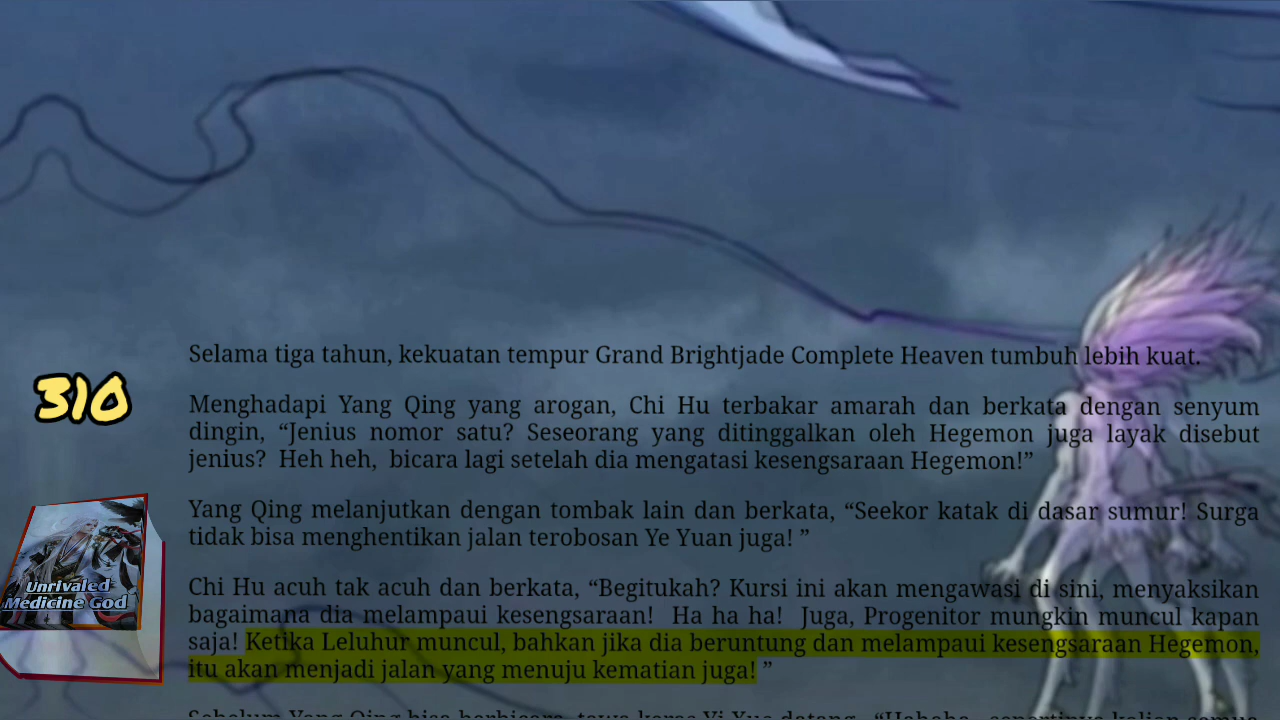 Selama tiga tahun, kekuatan tempur Grand Brightjade Complete Heaven tumbuh lebih kuat.
310
Menghadapi Yang Qing yang arogan, Chi Hu terbakar amarah dan berkata dengan senyum
dingin, “Jenius nomor satu? Seseorang yang ditinggalkan oleh Hegemon juga layak disebut
jenius?  Heh heh,  bicara lagi setelah dia mengatasi kesengsaraan Hegemon!”
Yang Qing melanjutkan dengan tombak lain dan berkata, “Seekor katak di dasar sumur! Surga
tidak bisa menghentikan jalan terobosan Ye Yuan juga! ”
Chi Hu acuh tak acuh dan berkata, “Begitukah? Kursi ini akan mengawasi di sini, menyaksikan
bagaimana dia melampaui kesengsaraan!  Ha ha ha!  Juga, Progenitor mungkin muncul kapan
saja! Ketika Leluhur muncul, bahkan jika dia beruntung dan melampaui kesengsaraan Hegemon,
itu akan menjadi jalan yang menuju kematian juga! ”
Unrivaled
Medicine God